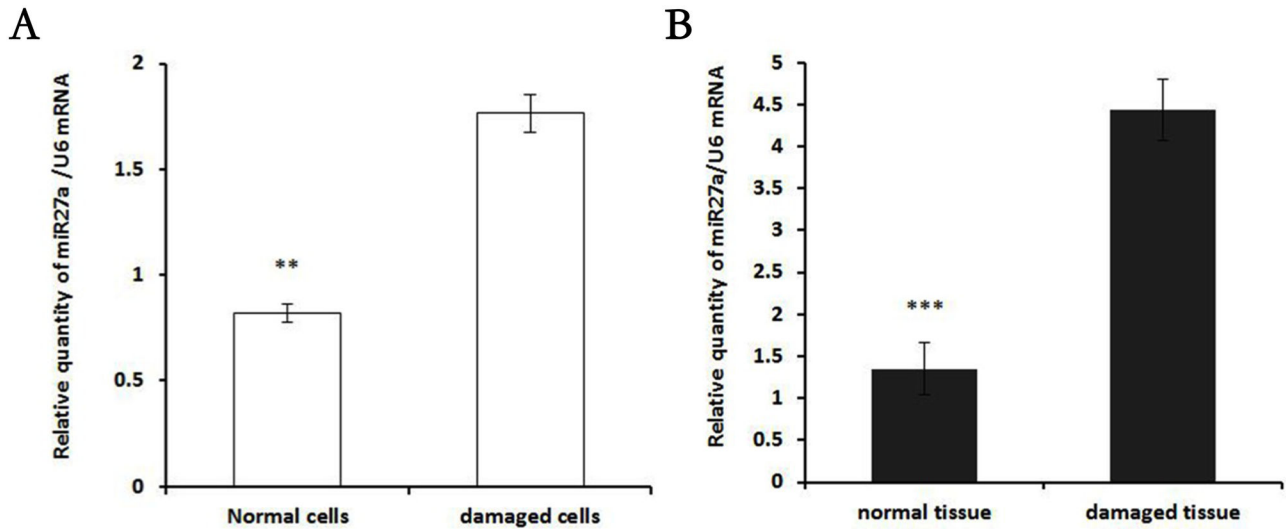 A
Relative quantity of miR27a /U6 mRNA
2
1.5
1
0.5
0
**
Normal cells
damaged cells
B
Relative quantity of miR27a/U6 mRNA
5
4.5
4
3.5
3
2.5
2
1.5
1
0.5
0
***
normal tissue
damaged tissue